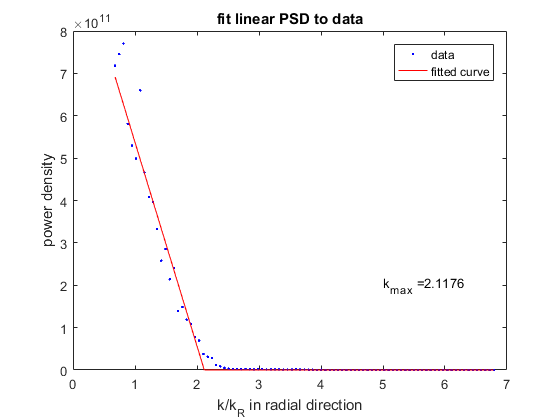 fit linear PSD to data
×10^11
8
7
6
5
4
3
2
1
0
power density
data
fitted curve
k_max =2.1176
0 1 2 3 4 5 6 7
k/k_R in radial direction